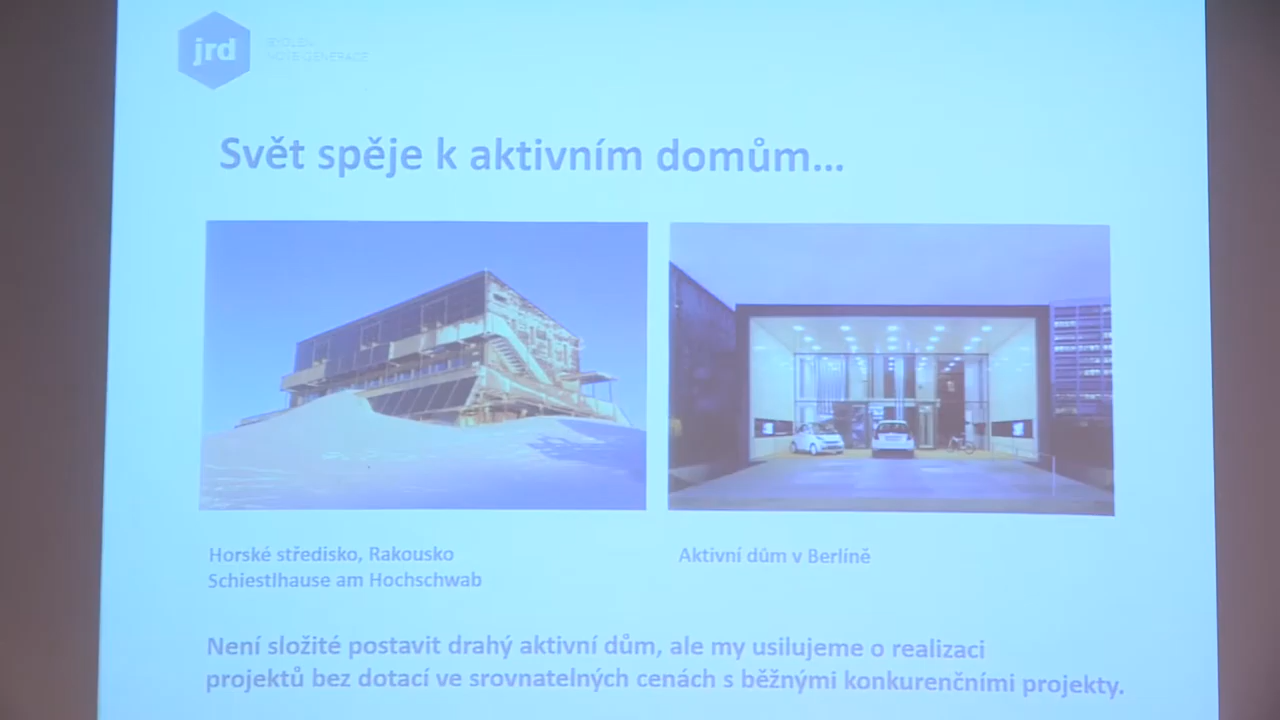 jrd
Svět spěje k aktivním domům...
Horské středisko, Rakousko
Schiestlhause am Hochschwab
Aktivní dům v Berlíně
Není složité postavit drahý aktivní dům, ale my usilujeme o realizaci
projektů bez dotací ve srovnatelných cenách s běžnými konkurenčními projekty.